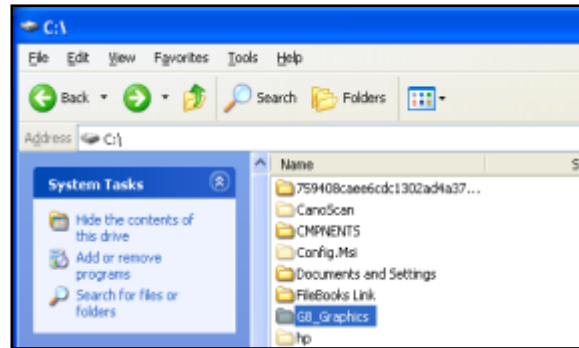 C:\
File Edit View Favorites Tools Help
Back Search Folders
Address C:\
System Tasks
Hide the contents of
this drive
Add or remove
programs
Search for files or
folders
Name S
759408caee6cdc1302ad4a37...
CanoScan
CMPNENTS
Config.Msi
Documents and Settings
FileBooks Link
GB_Graphics
hp